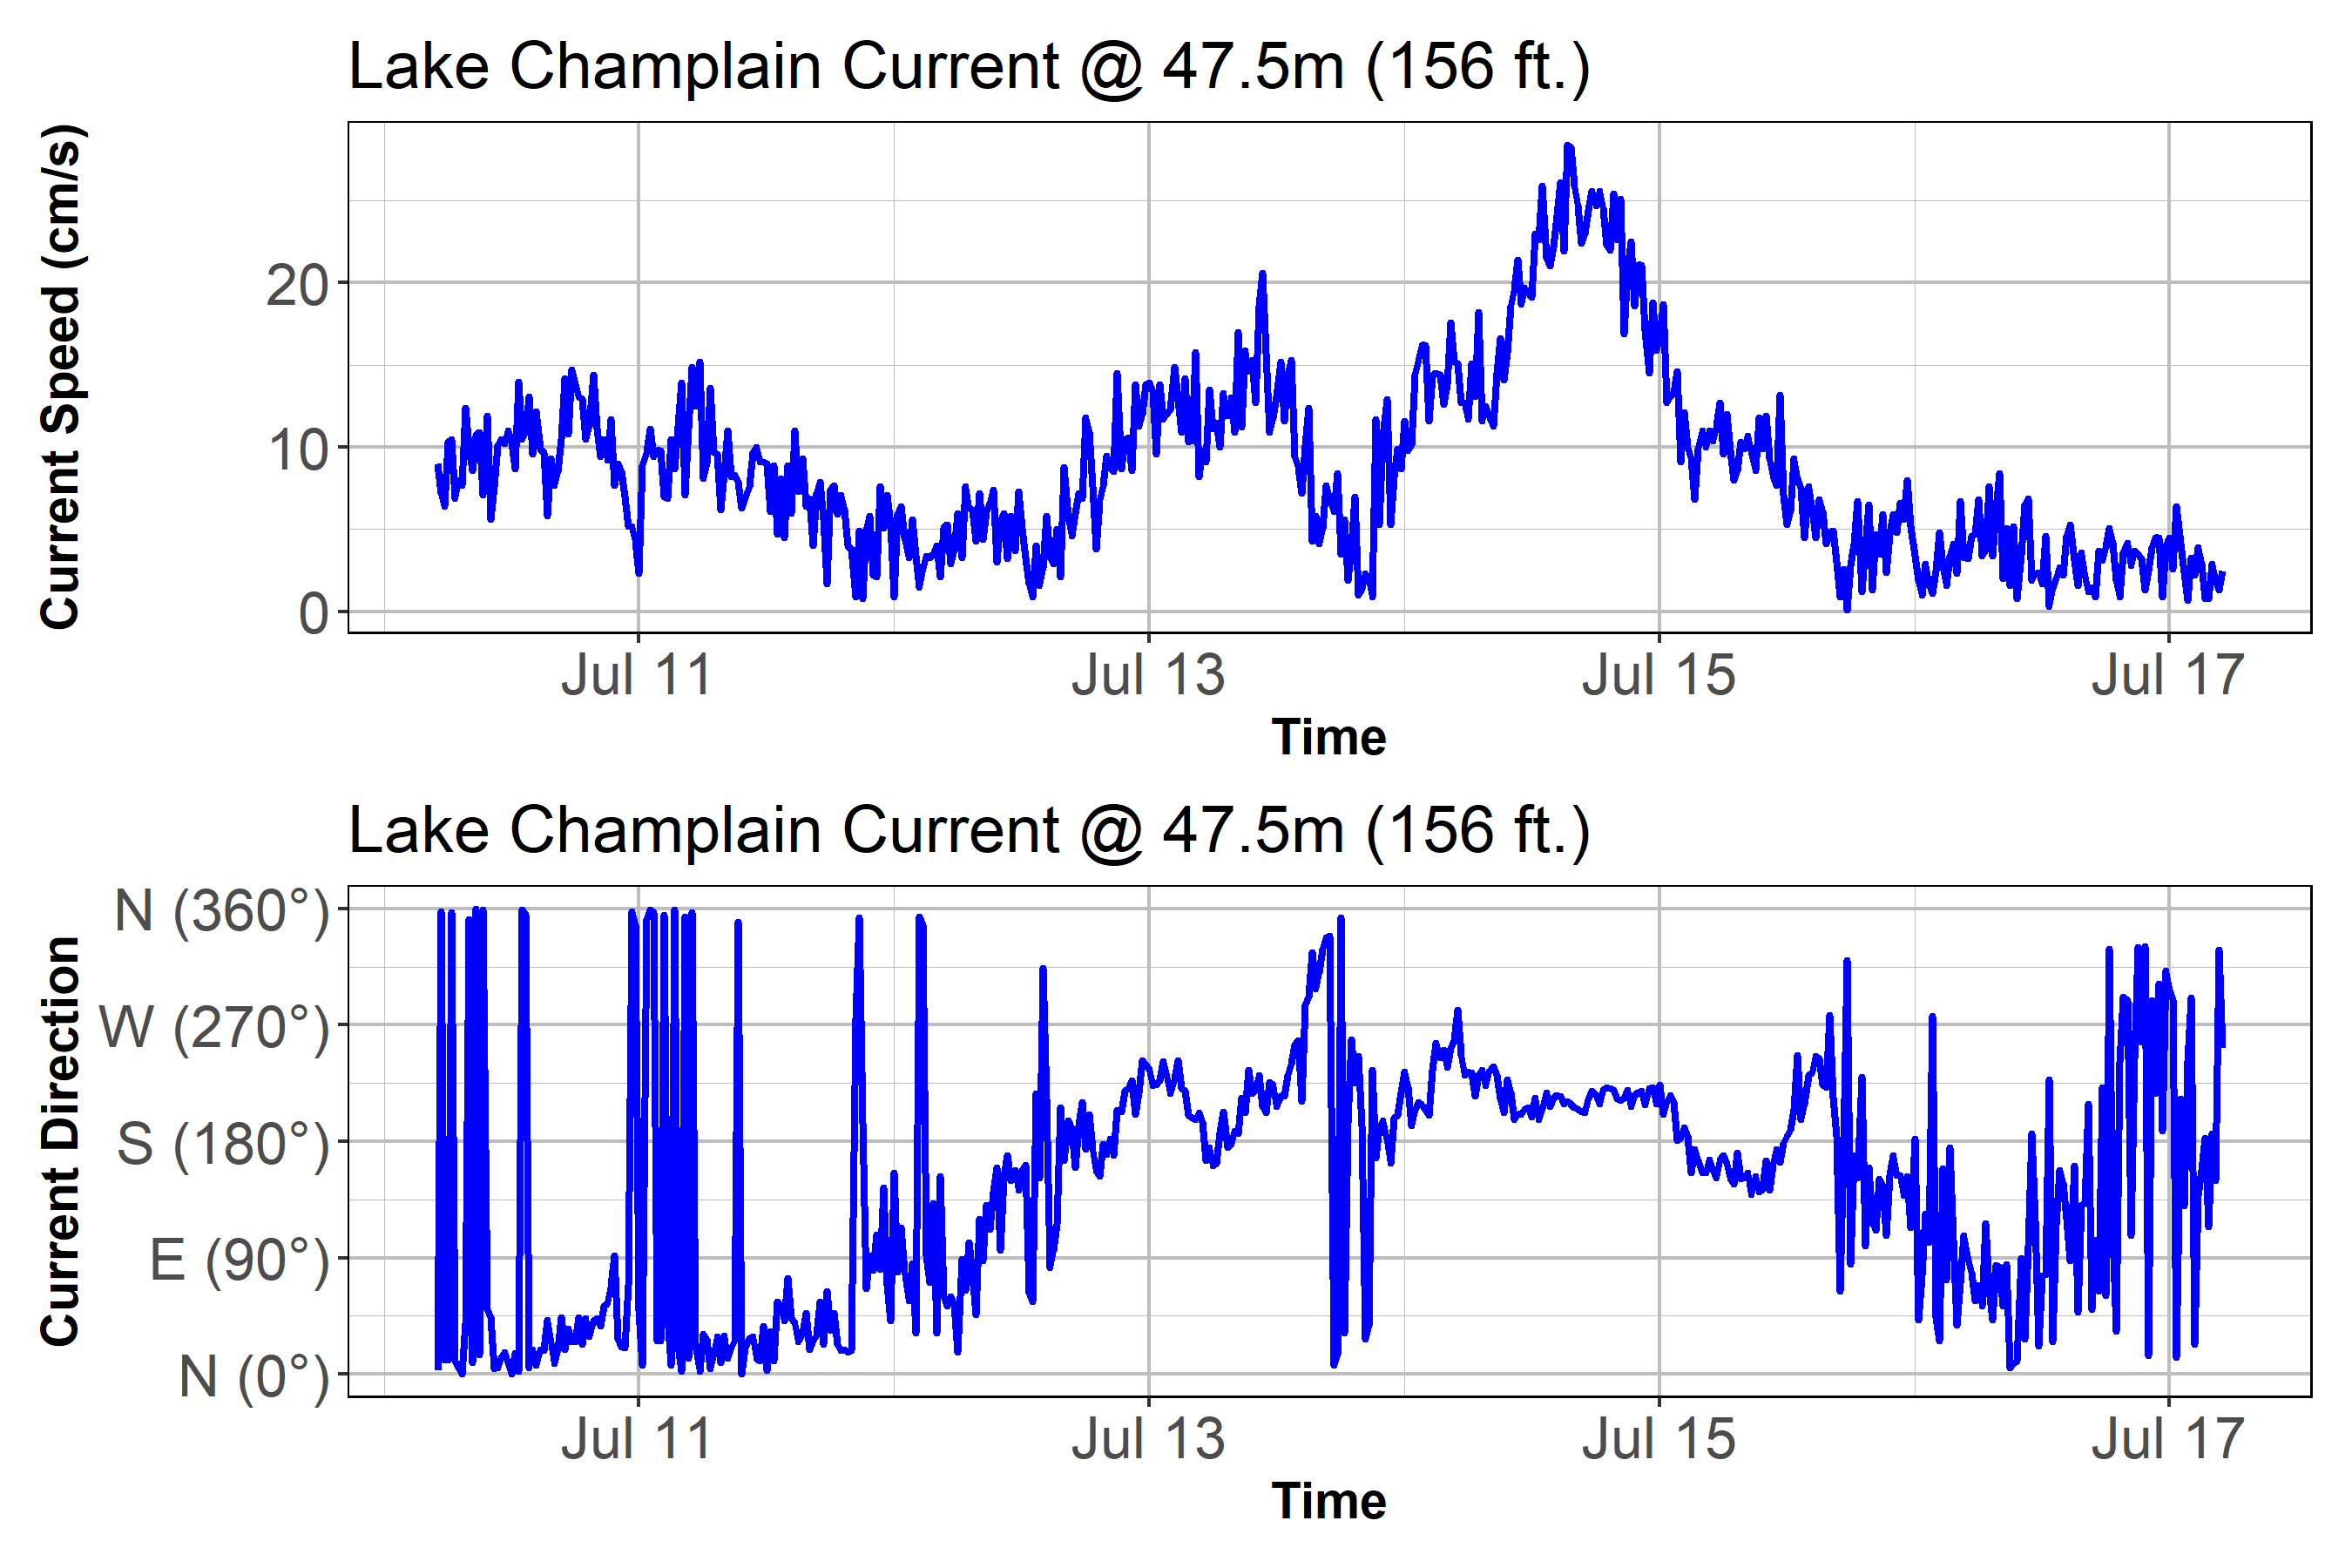 Lake Champlain Current @ 47.5m (156 ft.)
Current Speed (cm/s)
20
10
0
Jul 11 Jul 13 Jul 15 Jul 17
Time
Lake Champlain Current @ 47.5m (156 ft.)
Current Direction
N (360°)
W (270°)
S (180°)
E (90°)
N (0°)
Jul 11 Jul 13 Jul 15 Jul 17
Time